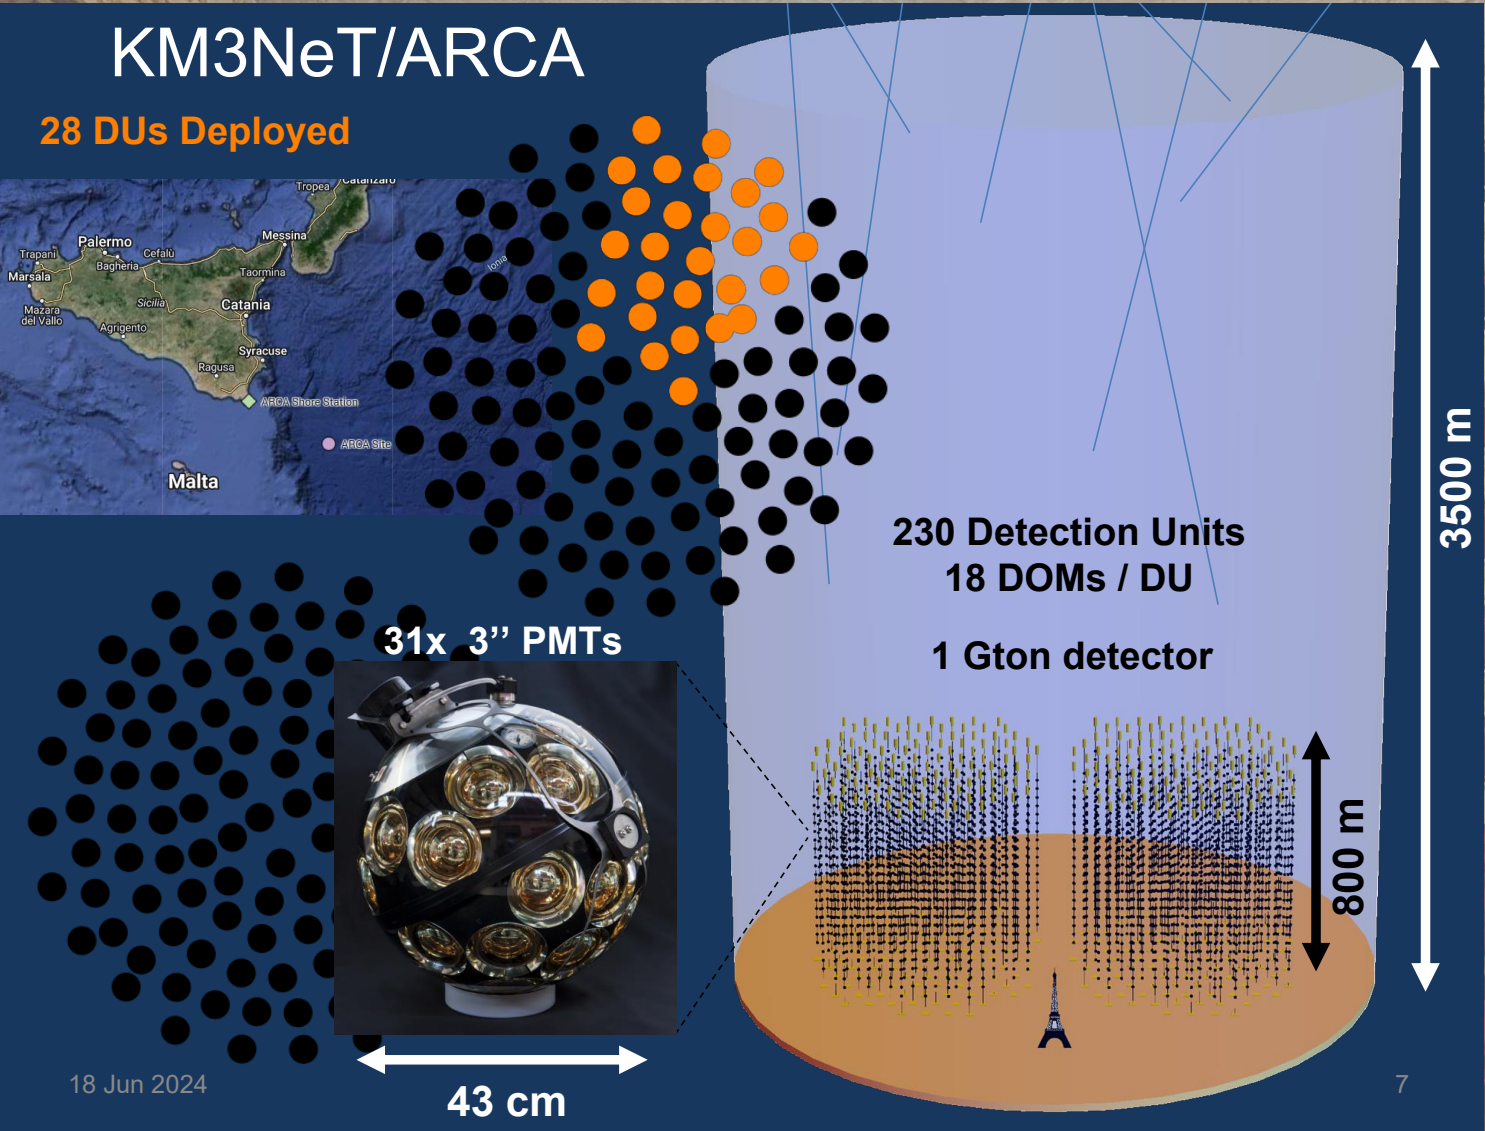 KM3NeT/ARCA
28 DUs Deployed
Tropea
Catanzaro
Messina
Palermo
Cefalù
Trapani
Bagheria
Taormina
Marsala
Ionia
Sicilia
Catania
Mazara
del Vallo
Agrigento
Syracuse
Ragusa
ARCA Shore Station
ARCA Site
Malta
3500 m
230 Detection Units
18 DOMs / DU
1 Gton detector
31x 3’’ PMTs
800 m
43 cm
18 Jun 2024
7